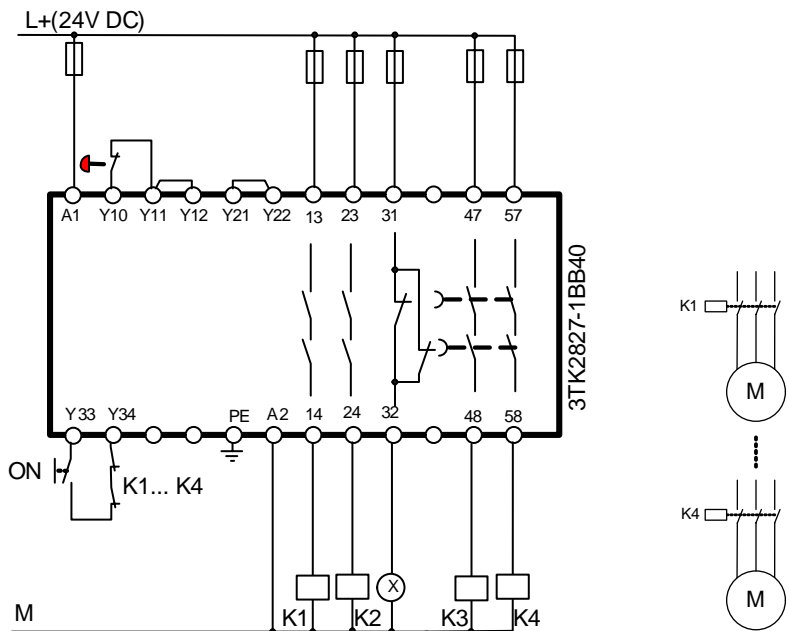 L+(24V DC)
A1 Y10 Y11 Y12 Y21 Y22 13 23 31 47 57
3TK2827-1BB40
K1
M
Y33 Y34 PE A2 14 24 32 48 58
ON
K1... K4
K4
M
X
K1 K2 K3 K4
M